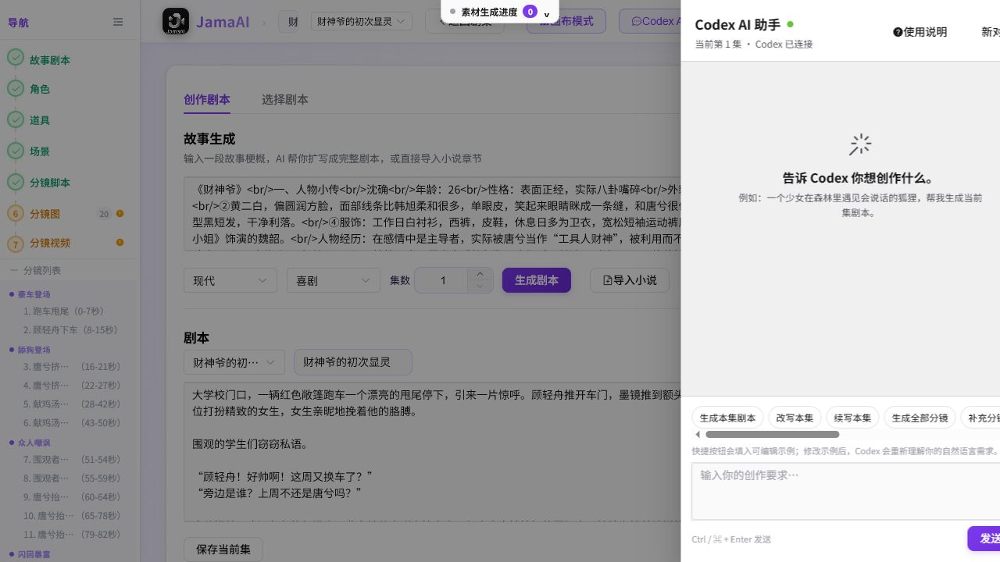 导航
故事剧本
角色
道具
场景
分镜脚本
6 分镜图 20
7 分镜视频
分镜列表
豪车登场
1. 跑车甩尾（0-7秒）
2. 顾轻舟下车（8-15秒）
舔狗登场
3. 唐兮挤… （16-21秒）
4. 唐兮挤… （22-27秒）
5. 献鸡汤… （28-42秒）
6. 献鸡汤… （43-50秒）
众人嘲讽
7. 围观者… （51-54秒）
8. 围观者… （55-59秒）
9. 唐兮抬… （60-64秒）
10. 唐兮抬… （65-78秒）
11. 唐兮抬… （79-82秒）
闪回暴富
JamaAI
JamaAI
财
财神爷的初次显灵
素材生成进度 0 v
布模式
Codex A
创作剧本
选择剧本
故事生成
输入一段故事梗概，AI 帮你扩写成完整剧本，或直接导入小说章节
《财神爷》<br/>一、人物小传<br/>沈确<br/>年龄：26<br/>性格：表面正经，实际八卦嘴碎<br/>外
<br/>②黄二白，偏圆润方脸，面部线条比韩旭柔和很多，单眼皮，笑起来眼睛眯成一条缝，和唐兮很
型黑短发，干净利落。<br/>④服饰：工作日白衬衫，西裤，皮鞋，休息日多为卫衣，宽松短袖运动裤
小姐》饰演的魏韶。<br/>人物经历：在感情中是主导者，实际被唐兮当作“工具人财神”，被利用而不
现代
喜剧
集数
1
生成剧本
导入小说
剧本
财神爷的初…
财神爷的初次显灵
大学校门口，一辆红色敞篷跑车一个漂亮的甩尾停下，引来一片惊呼。顾轻舟推开车门，墨镜推到额头
位打扮精致的女生，女生亲昵地挽着他的胳膊。
围观的学生们窃窃私语。
“顾轻舟！好帅啊！这周又换车了？”
“旁边是谁？上周不还是唐兮吗？”
保存当前集
Codex AI 助手
当前第 1 集 · Codex 已连接
使用说明
新对
告诉 Codex 你想创作什么。
例如：一个少女在森林里遇见会说话的狐狸，帮我生成当前
集剧本。
生成本集剧本
改写本集
续写本集
生成全部分镜
补充分镜
快捷按钮会填入可编辑示例；修改示例后，Codex 会重新理解你的自然语言需求。
输入你的创作要求…
Ctrl / ⌘ + Enter 发送
发送